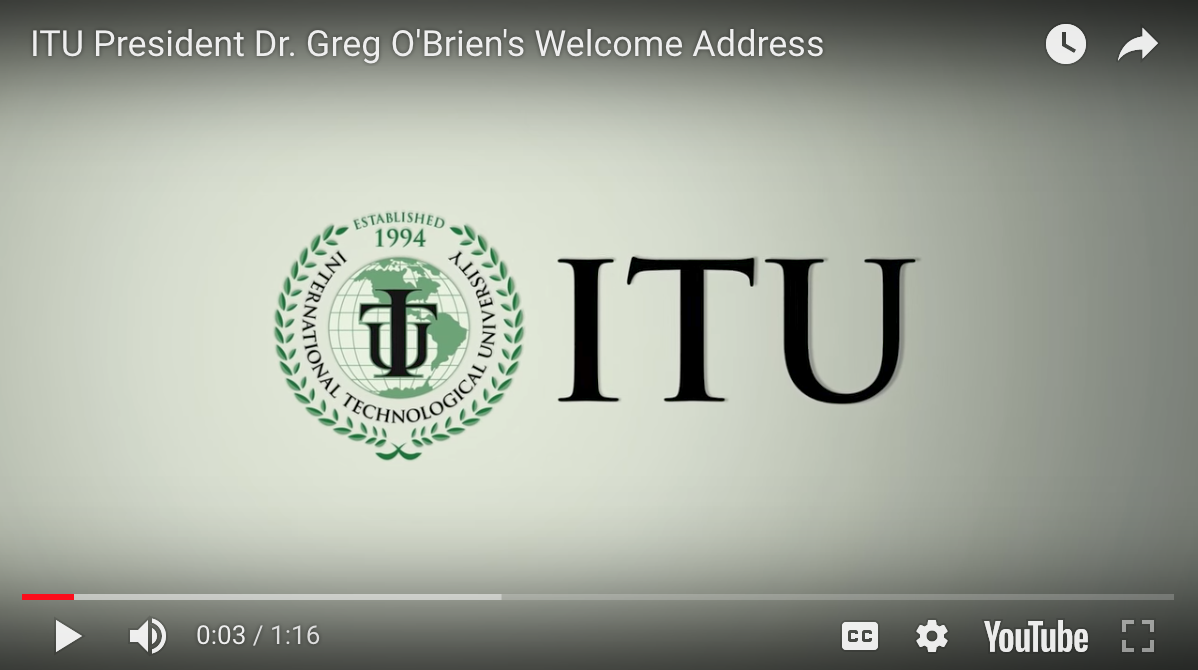 ITU President Dr. Greg O'Brien's Welcome Address
ESTABLISHED
1994
INTERNATIONAL TECHNOLOGICAL UNIVERSITY
ITU
ITU
0:03 / 1:16
CC
YouTube